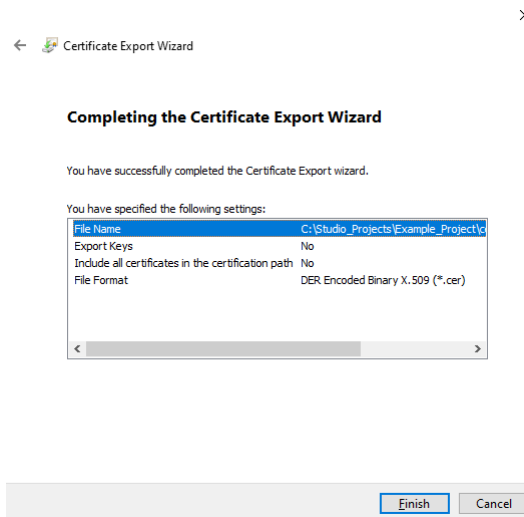 Certificate Export Wizard
Completing the Certificate Export Wizard
You have successfully completed the Certificate Export wizard.
You have specified the following settings:
File Name C:\Studio_Projects\Example_Project\c
Export Keys No
Include all certificates in the certification path No
File Format DER Encoded Binary X.509 (*.cer)
Finish Cancel